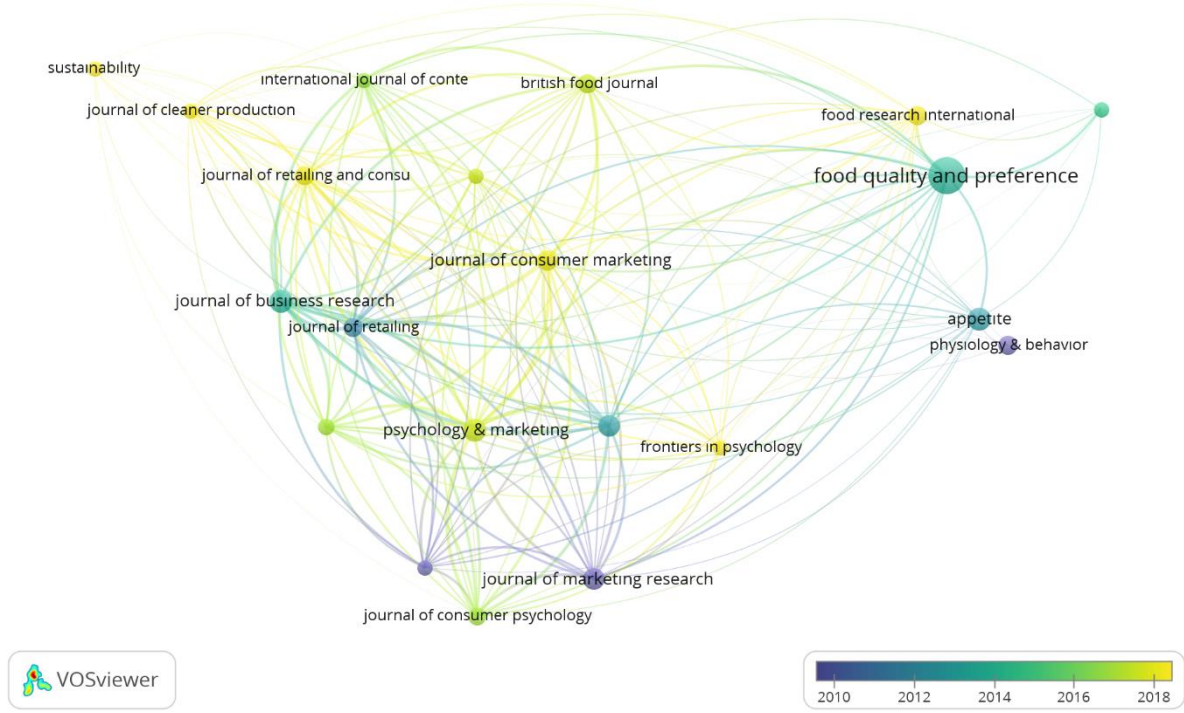 sustainability
international journal of conte
british food journal
journal of cleaner production
food research international
journal of retailing and consu
food quality and preference
journal of consumer marketing
journal of business research
journal of retailing
appetite
physiology & behavior
psychology & marketing
frontiers in psychology
journal of marketing research
journal of consumer psychology
VOSviewer
2010 2012 2014 2016 2018